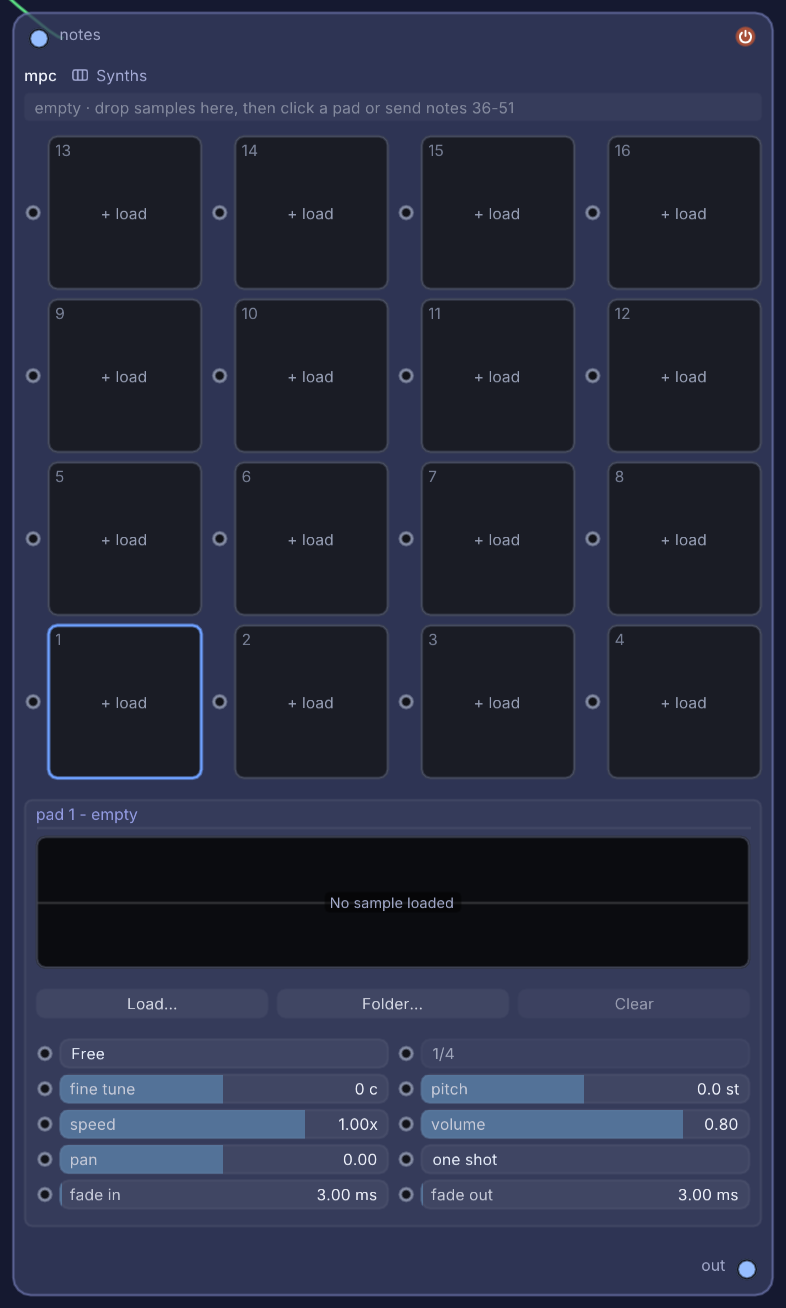 notes
mpc Synths
empty · drop samples here, then click a pad or send notes 36-51
13 14 15 16
+ load + load + load + load
9 10 11 12
+ load + load + load + load
5 6 7 8
+ load + load + load + load
1 2 3 4
+ load + load + load + load
pad 1 - empty
No sample loaded
Load... Folder... Clear
Free 1/4
fine tune 0 c pitch 0.0 st
speed 1.00x volume 0.80
pan 0.00 one shot
fade in 3.00 ms fade out 3.00 ms
out